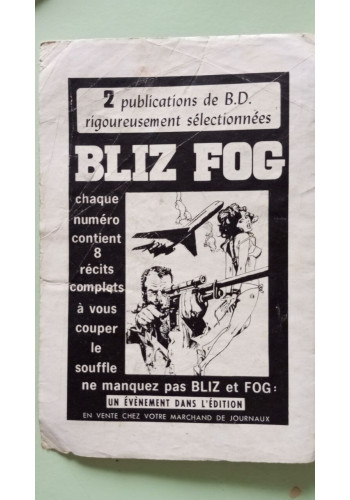 2 publications de B.D.
rigoureusement sélectionnées
BLIZ FOG
chaque
numéro
contient
8
récits
complets
à vous
couper
le
souffle
ne manquez pas BLIZ et FOG:
UN ÉVÉNEMENT DANS L'ÉDITION
EN VENTE CHEZ VOTRE MARCHAND DE JOURNAUX